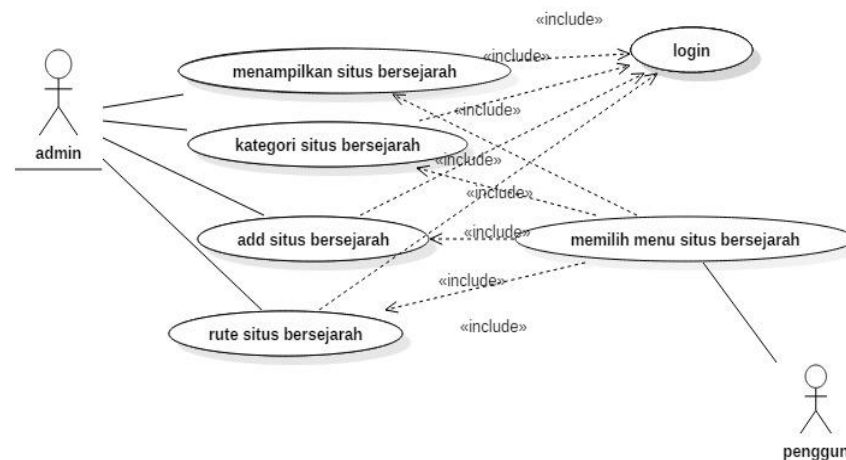 «include»
login
«include»
menampilkan situs bersejarah
«include»
admin
kategori situs bersejarah
«include»
«include»
add situs bersejarah
«include»
memilih menu situs bersejarah
«include»
rute situs bersejarah
«include»
penggun